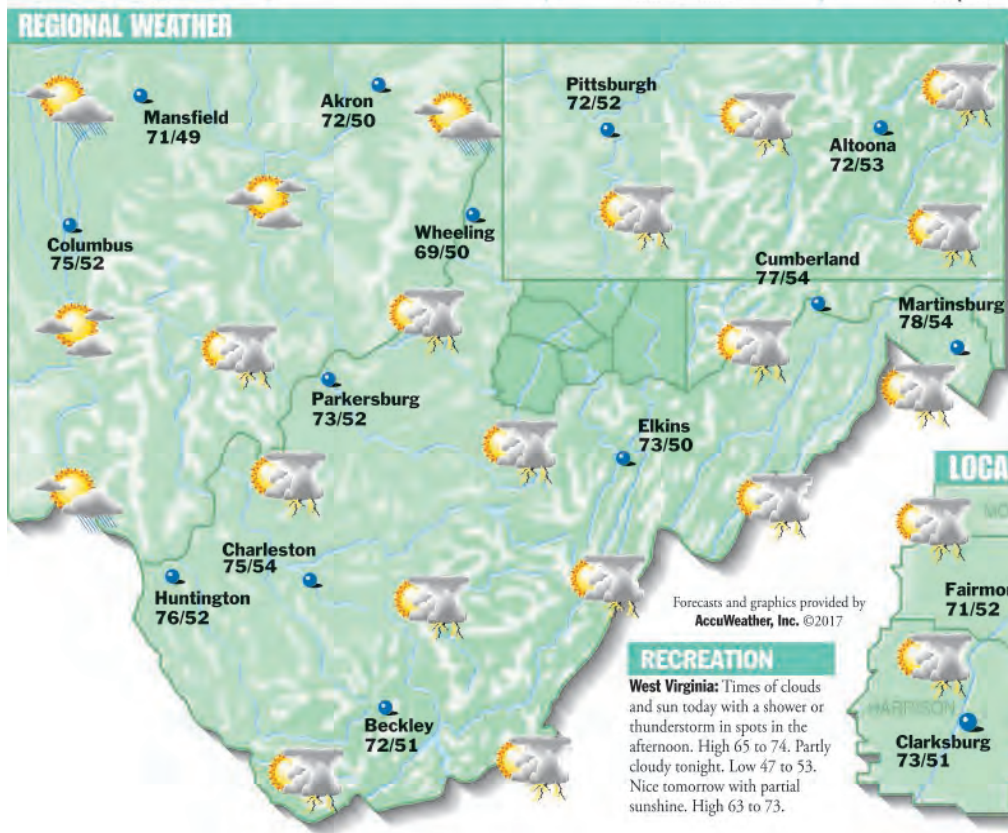 REGIONAL WEATHER
Mansfield
71/49
Akron
72/50
Pittsburgh
72/52
Altoona
72/53
Columbus
75/52
Wheeling
69/50
Cumberland
77/54
Martinsburg
78/54
Parkersburg
73/52
Elkins
73/50
Charleston
75/54
Huntington
76/52
Beckley
72/51
Forecasts and graphics provided by
AccuWeather, Inc. ©2017
RECREATION
West Virginia: Times of clouds
and sun today with a shower or
thunderstorm in spots in the
afternoon. High 65 to 74. Partly
cloudy tonight. Low 47 to 53.
Nice tomorrow with partial
sunshine. High 63 to 73.
LOCA
Fairmo
71/52
HARRISON
Clarksburg
73/51